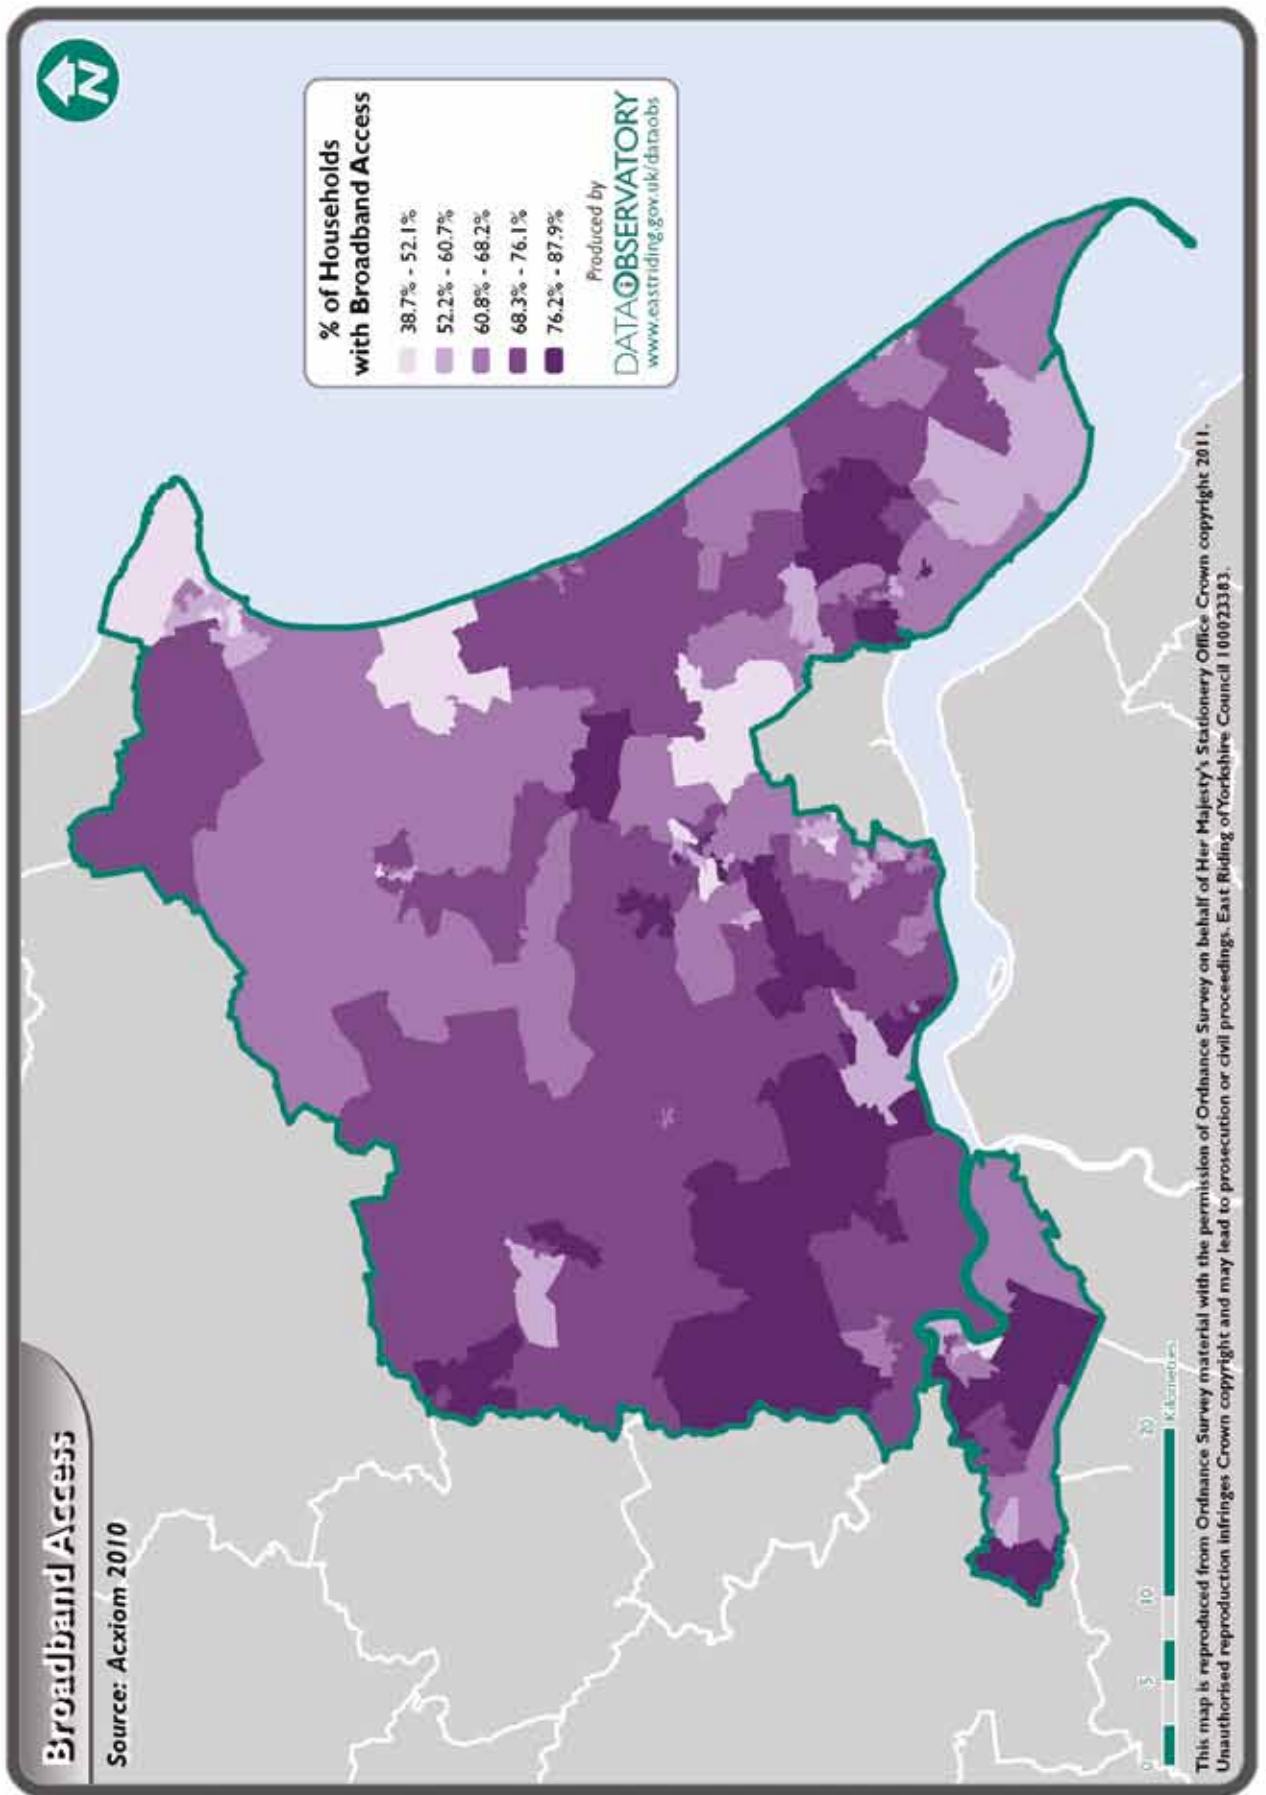 Broadband Access
Source: Acxiom 2010
N
% of Households
with Broadband Access
38.7% - 52.1%
52.2% - 60.7%
60.8% - 68.2%
68.3% - 76.1%
76.2% - 87.9%
Produced by
DATAOBSERVATORY
www.eastriding.gov.uk/dataobs
0 5 10 20
Kilometres
This map is reproduced from Ordnance Survey material with the permission of Ordnance Survey on behalf of Her Majesty's Stationery Office Crown copyright 2011.
Unauthorised reproduction infringes Crown copyright and may lead to prosecution or civil proceedings. East Riding of Yorkshire Council 100023383.